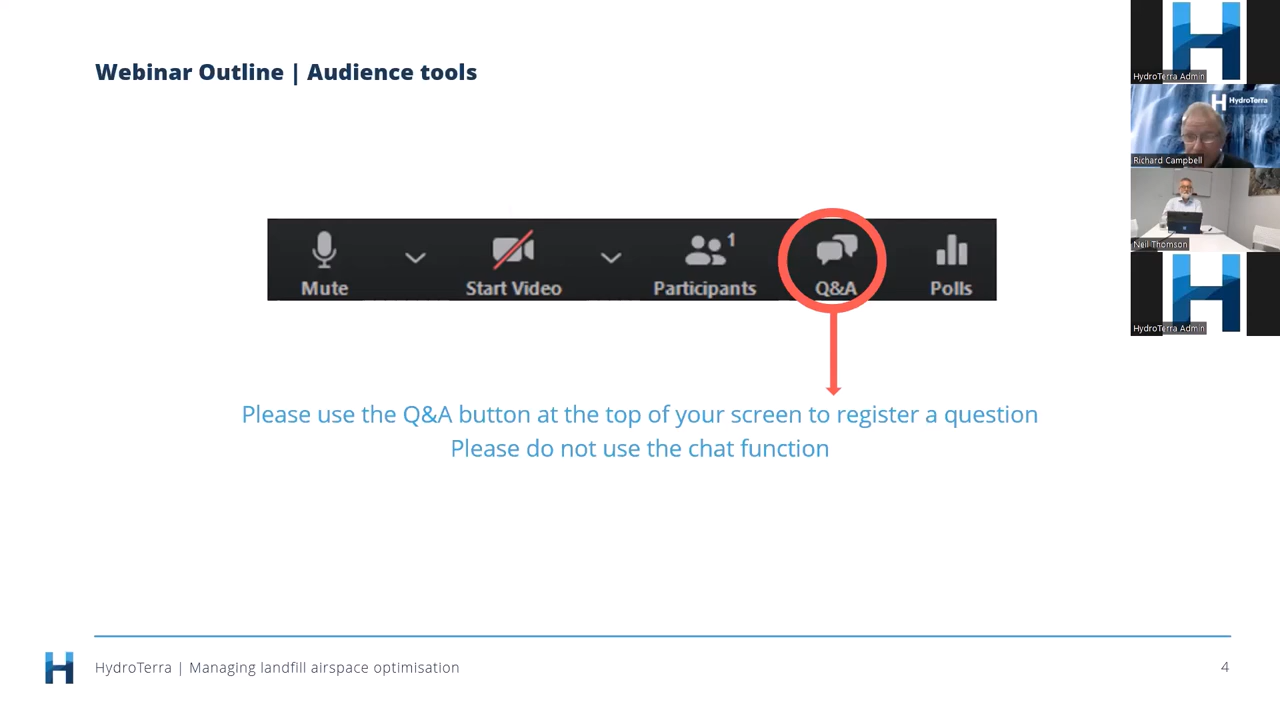 Webinar Outline | Audience tools
HydroTerra Admin
HydroTerra
Richard Campbell
Neil Thomson
HydroTerra Admin
Mute
Start Video
1
Participants
Q&A
Polls
Please use the Q&A button at the top of your screen to register a question
Please do not use the chat function
HydroTerra | Managing landfill airspace optimisation
4